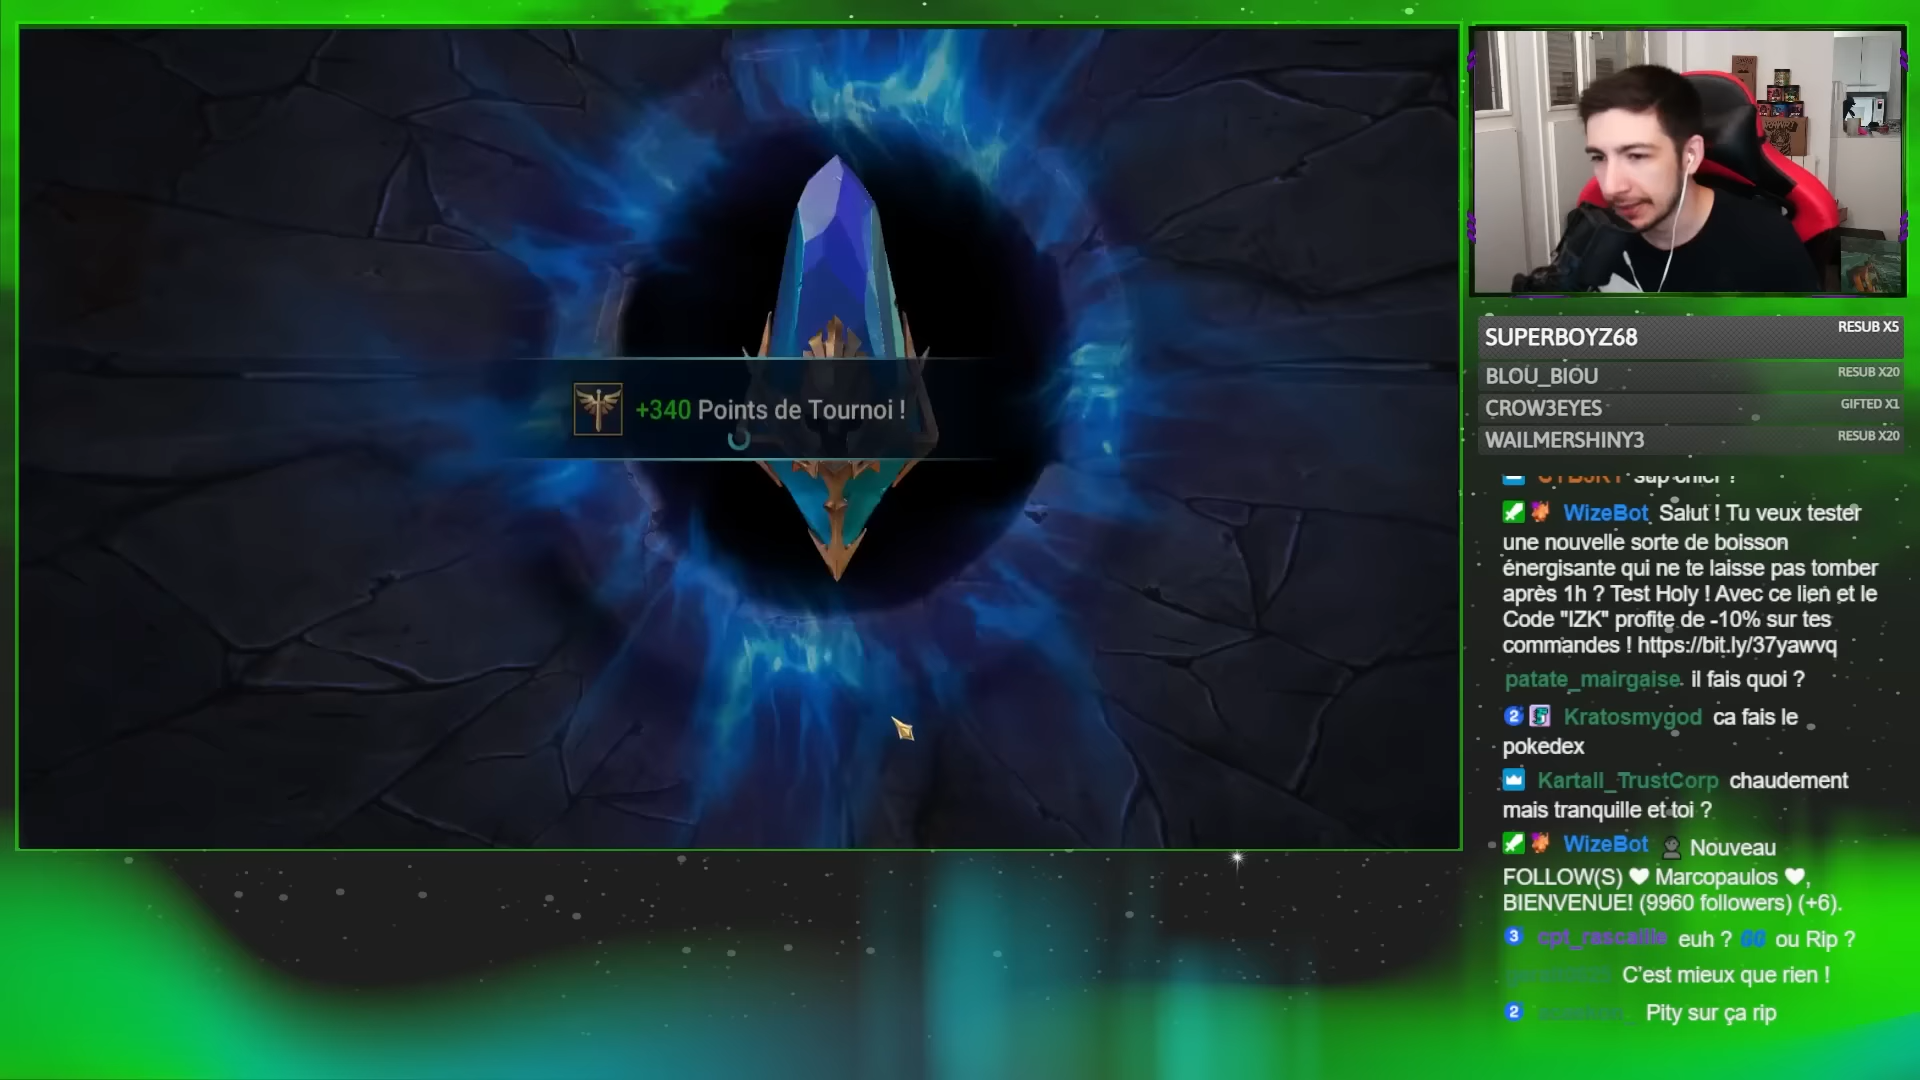 +340 Points de Tournoi !
SUPERBOYZ68 RESUB X5
BLOU_BIOU RESUB X20
CROW3EYES GIFTED X1
WAILMERSHINY3 RESUB X20
WizeBot Salut ! Tu veux tester
une nouvelle sorte de boisson
énergisante qui ne te laisse pas tomber
après 1h ? Test Holy ! Avec ce lien et le
Code "IZK" profite de -10% sur tes
commandes ! https://bit.ly/37yawvq
patate_mairgaise il fais quoi ?
2 Kratosmygod ca fais le
pokedex
Kartall_TrustCorp chaudement
mais tranquille et toi ?
WizeBot Nouveau
FOLLOW(S) ♥ Marcopaulos ♥,
BIENVENUE! (9960 followers) (+6).
3 cpt_rascaille euh ? GG ou Rip ?
C'est mieux que rien !
2 Pity sur ça rip